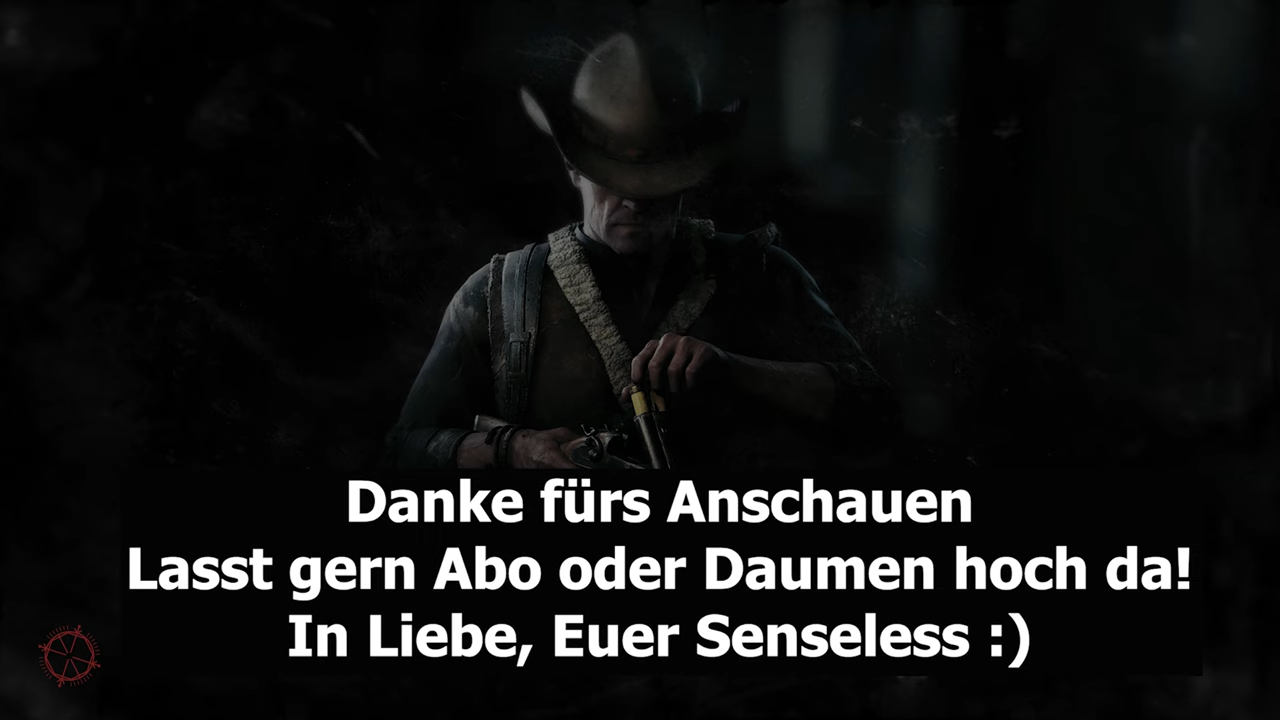 Danke fürs Anschauen
Lasst gern Abo oder Daumen hoch da!
In Liebe, Euer Senseless :)